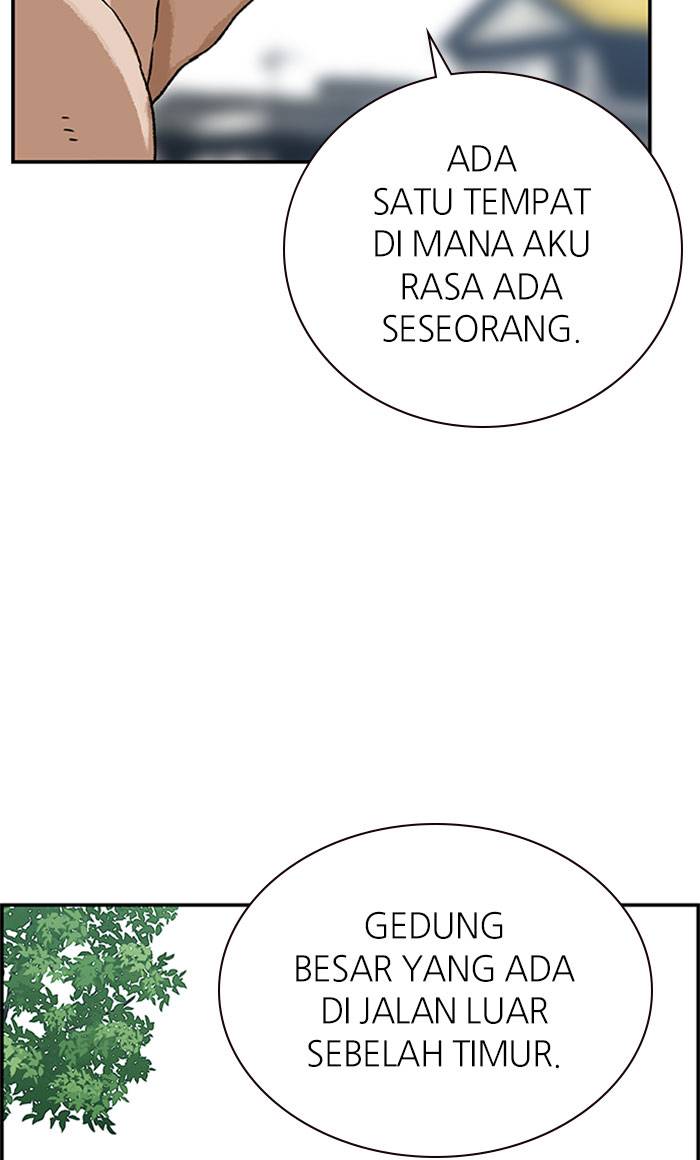 ADA
SATU TEMPAT
DI MANA AKU
RASA ADA
SESEORANG.
GEDUNG
BESAR YANG ADA
DI JALAN LUAR
SEBELAH TIMUR.